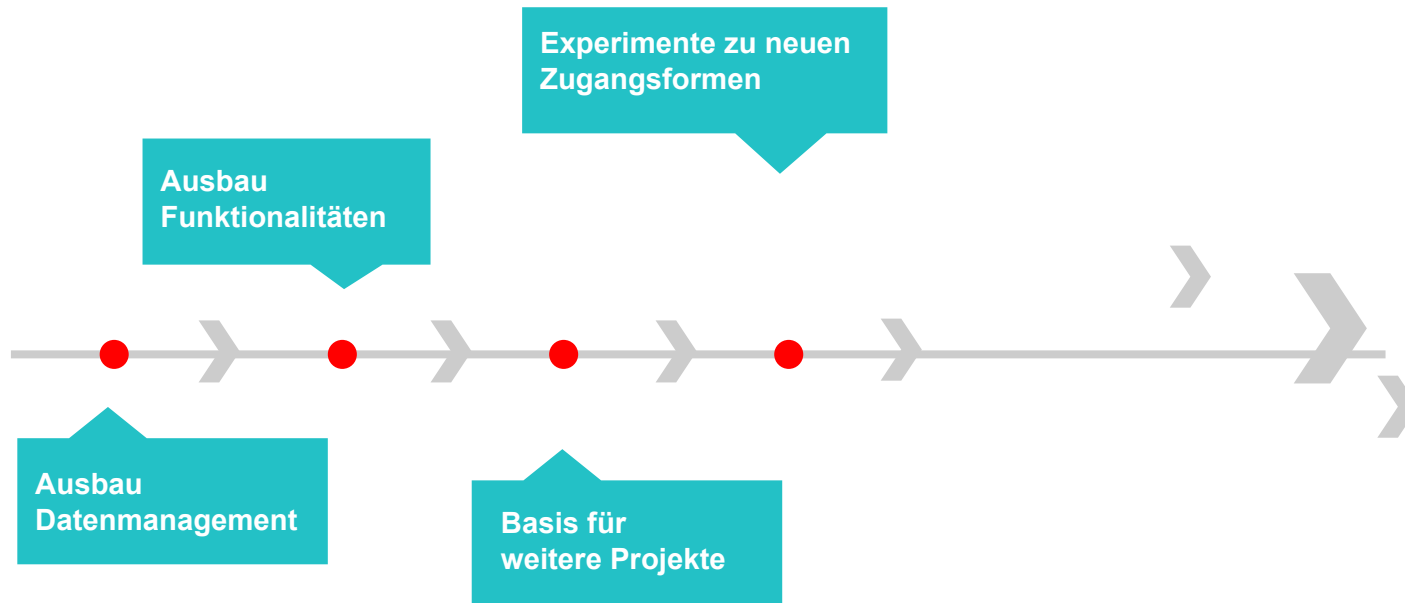 Experimente zu neuen
Zugangsformen
Ausbau
Funktionalitäten
Ausbau
Datenmanagement
Basis für
weitere Projekte